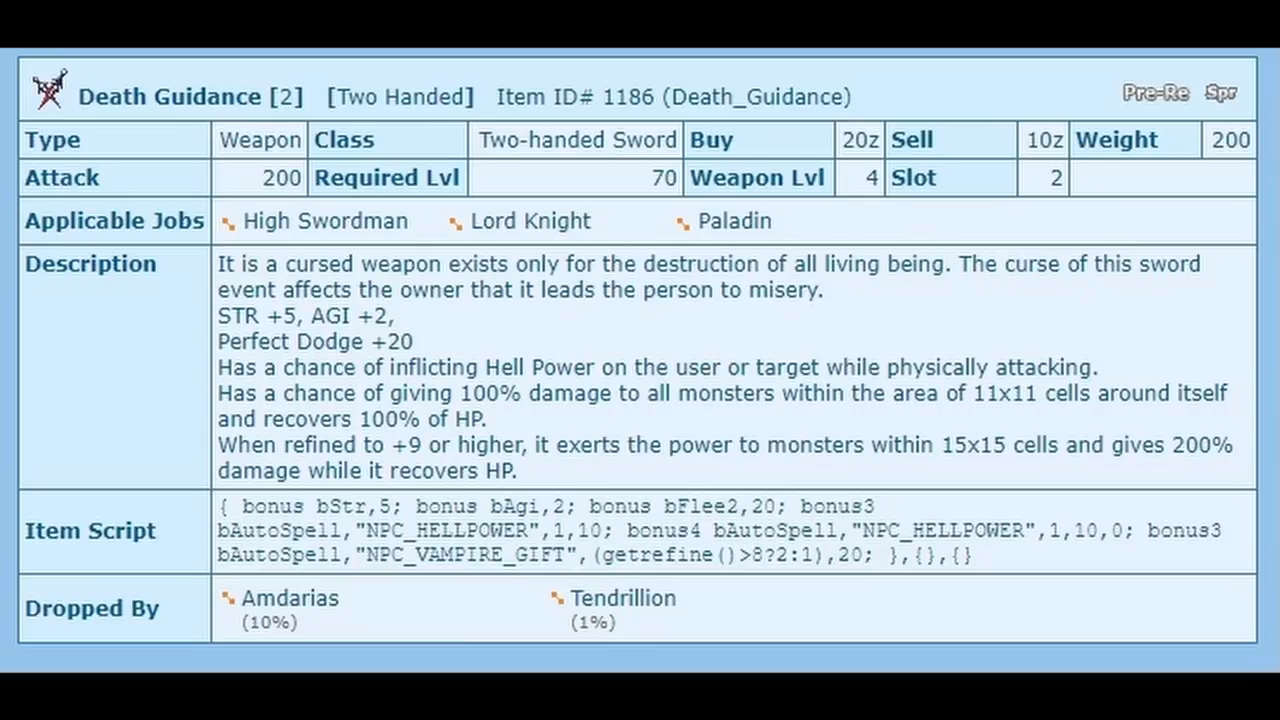 Death Guidance [2] [Two Handed] Item ID# 1186 (Death_Guidance) Pre-Re Spr
Type Weapon Class Two-handed Sword Buy 20z Sell 10z Weight 200
Attack 200 Required Lvl 70 Weapon Lvl 4 Slot 2
Applicable Jobs High Swordman Lord Knight Paladin
Description It is a cursed weapon exists only for the destruction of all living being. The curse of this sword
event affects the owner that it leads the person to misery.
STR +5, AGI +2,
Perfect Dodge +20
Has a chance of inflicting Hell Power on the user or target while physically attacking.
Has a chance of giving 100% damage to all monsters within the area of 11x11 cells around itself
and recovers 100% of HP.
When refined to +9 or higher, it exerts the power to monsters within 15x15 cells and gives 200%
damage while it recovers HP.
{ bonus bStr,5; bonus bAgi,2; bonus bFlee2,20; bonus3
Item Script bAutoSpell,"NPC_HELLPOWER",1,10; bonus4 bAutoSpell,"NPC_HELLPOWER",1,10,0; bonus3
bAutoSpell,"NPC_VAMPIRE_GIFT",(getrefine()>8?2:1),20; },{},{}
Dropped By Amdarias Tendrillion
(10%) (1%)